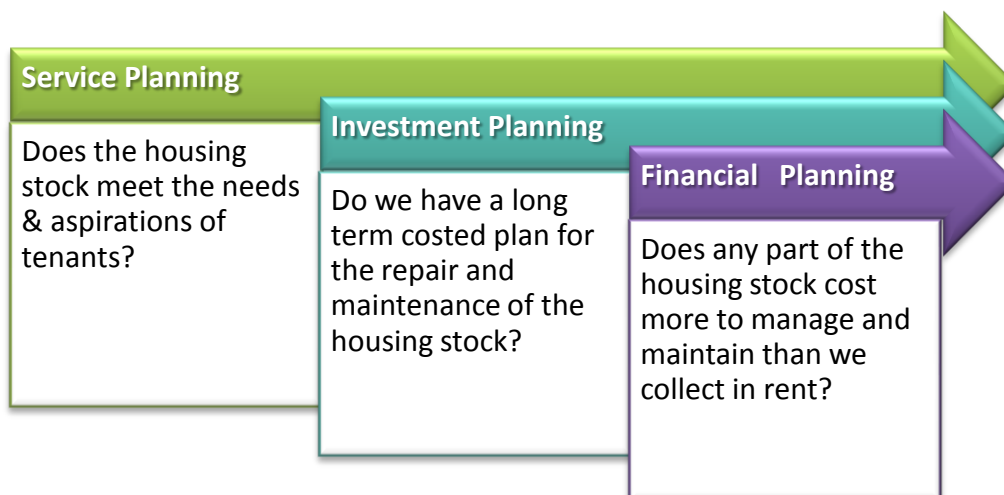 Service Planning
Does the housing
stock meet the needs
& aspirations of
tenants?
Investment Planning
Do we have a long
term costed plan for
the repair and
maintenance of the
housing stock?
Financial Planning
Does any part of the
housing stock cost
more to manage and
maintain than we
collect in rent?